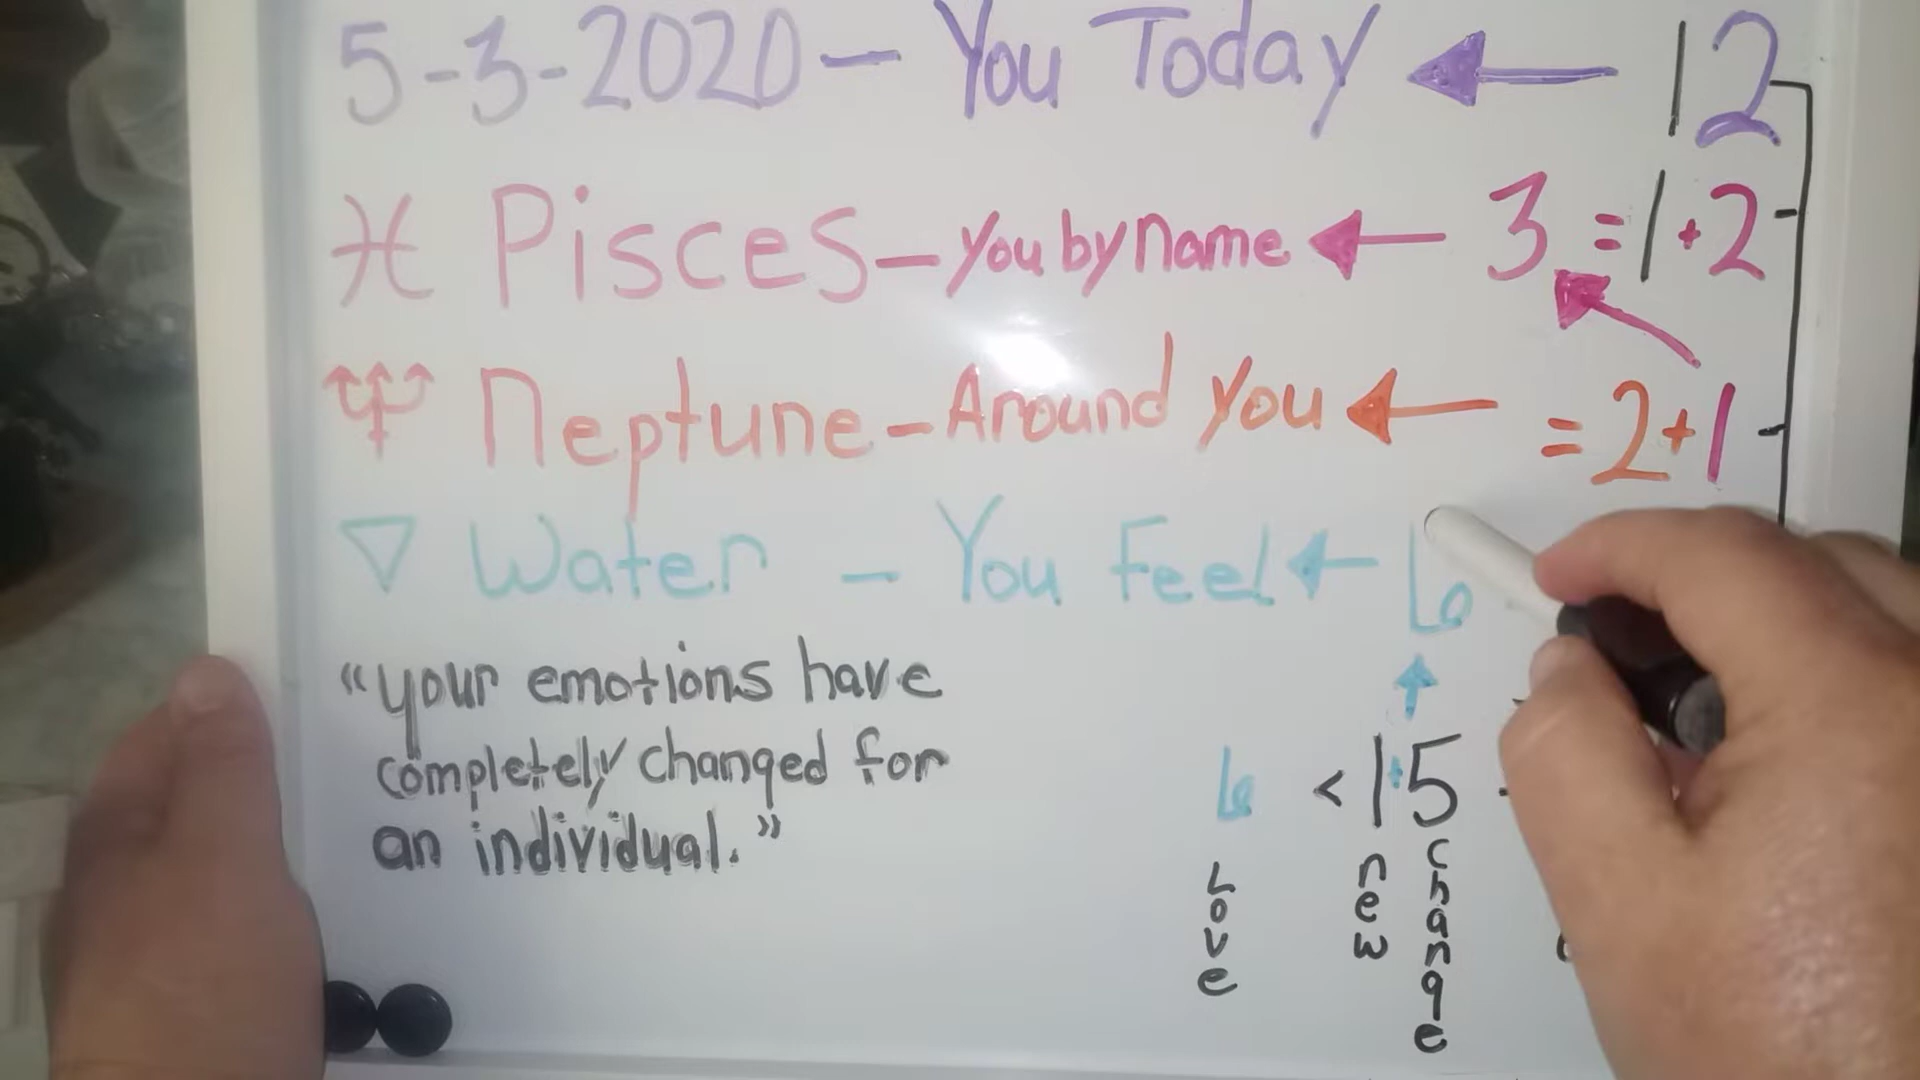 5-3-2020 — You Today ← 12
♓ Pisces — you by name ← 3 = 1 + 2
♆ Neptune — Around you ← = 2 + 1
▽ Water — You Feel ← 6
"your emotions have
completely changed for
an individual."
6 < 1+5
Love
new
change